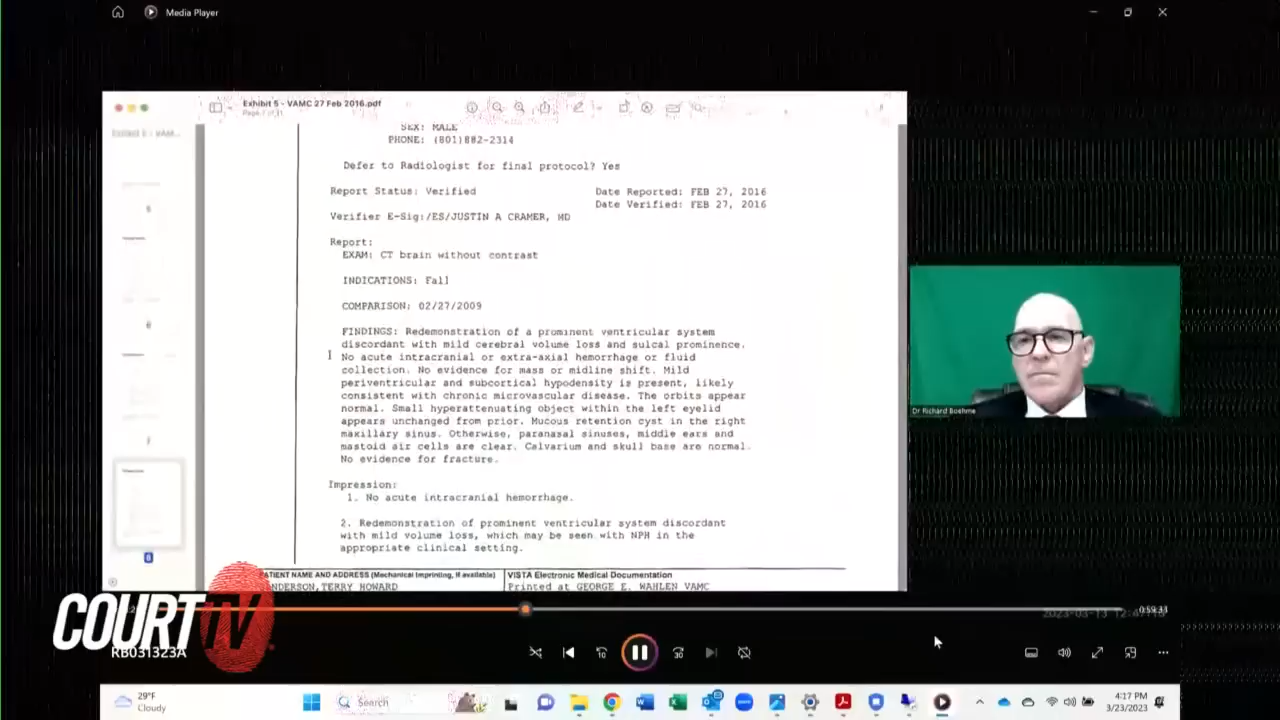 Media Player
Exhibit 5 - VAMC 27 Feb 2016.pdf
Exhibit 5 - VAM...
SEX: MALE
PHONE: (801)882-2314
Defer to Radiologist for final protocol? Yes
Report Status: Verified
Date Reported: FEB 27, 2016
Date Verified: FEB 27, 2016
Verifier E-Sig:/ES/JUSTIN A CRAMER, MD
Report:
EXAM: CT brain without contrast
INDICATIONS: Fall
COMPARISON: 02/27/2009
FINDINGS: Redemonstration of a prominent ventricular system
discordant with mild cerebral volume loss and sulcal prominence.
No acute intracranial or extra-axial hemorrhage or fluid
collection. No evidence for mass or midline shift. Mild
periventricular and subcortical hypodensity is present, likely
consistent with chronic microvascular disease. The orbits appear
normal. Small hyperattenuating object within the left eyelid
appears unchanged from prior. Mucous retention cyst in the right
maxillary sinus. Otherwise, paranasal sinuses, middle ears and
mastoid air cells are clear. Calvarium and skull base are normal.
No evidence for fracture.
Impression:
1. No acute intracranial hemorrhage.
2. Redemonstration of prominent ventricular system discordant
with mild volume loss, which may be seen with NPH in the
appropriate clinical setting.
PATIENT NAME AND ADDRESS (Mechanical Imprinting, if available)
VISTA Electronic Medical Documentation
NDERSON,TERRY HOWARD
Printed at GEORGE E. WAHLEN VAMC
8
Dr Richard Boehme
COURT TV
0:59:33
RB031323A
10
30
29°F
Cloudy
Search
4:17 PM
3/23/2023